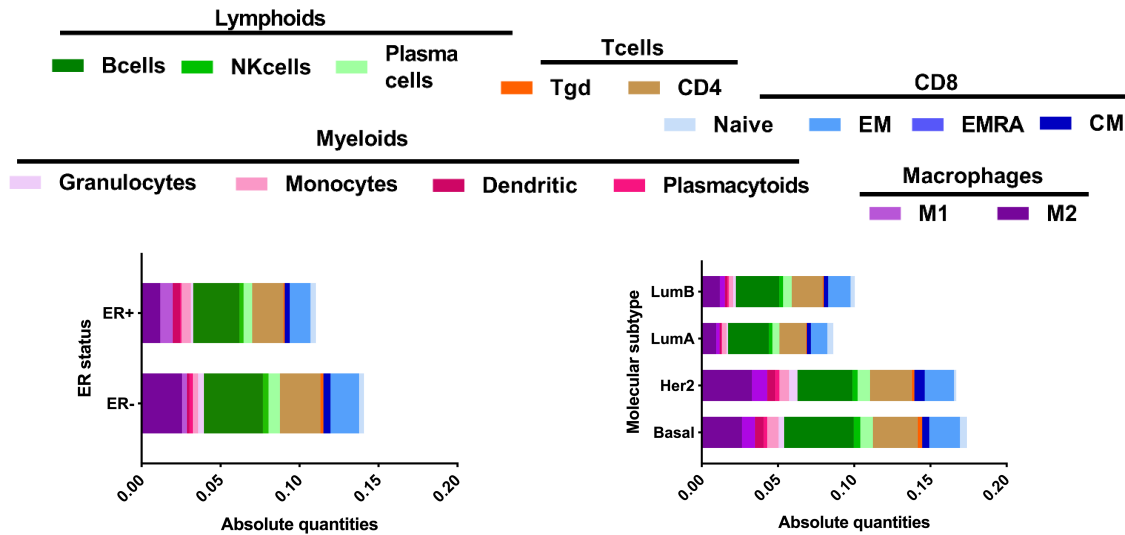 Lymphoids
Bcells NKcells Plasma
cells
Tcells
Tgd CD4
CD8
Naive EM EMRA CM
Myeloids
Granulocytes Monocytes Dendritic Plasmacytoids
Macrophages
M1 M2
ER status
ER+
ER-
0.00 0.05 0.10 0.15 0.20
Absolute quantities
Molecular subtype
LumB
LumA
Her2
Basal
0.00 0.05 0.10 0.15 0.20
Absolute quantities